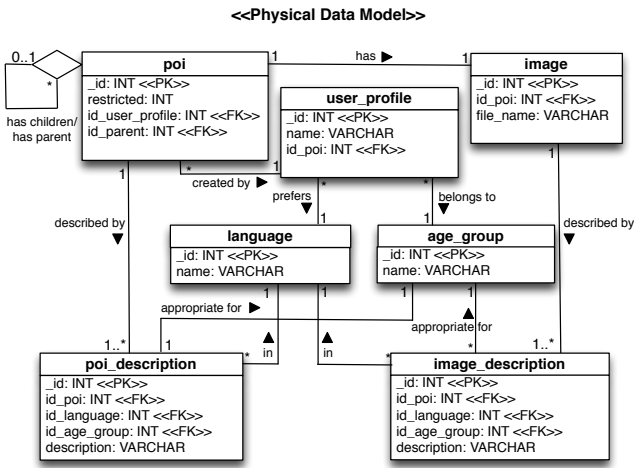 <<Physical Data Model>>
poi
_id: INT <<PK>>
restricted: INT
id_user_profile: INT <<FK>>
id_parent: INT <<FK>>
0..1
*
has children/
has parent
1
has
1
image
_id: INT <<PK>>
id_poi: INT <<FK>>
file_name: VARCHAR
user_profile
_id: INT <<PK>>
name: VARCHAR
id_poi: INT <<FK>>
1
*
created by
1
*
prefers
*
belongs to
1
described by
described by
1
1
language
_id: INT <<PK>>
name: VARCHAR
age_group
_id: INT <<PK>>
name: VARCHAR
1
1
1
1
appropriate for
appropriate for
1..*
1
*
in
in
*
*
1..*
poi_description
_id: INT <<PK>>
id_poi: INT <<FK>>
id_language: INT <<FK>>
id_age_group: INT <<FK>>
description: VARCHAR
image_description
_id: INT <<PK>>
id_poi: INT <<FK>>
id_language: INT <<FK>>
id_age_group: INT <<FK>>
description: VARCHAR